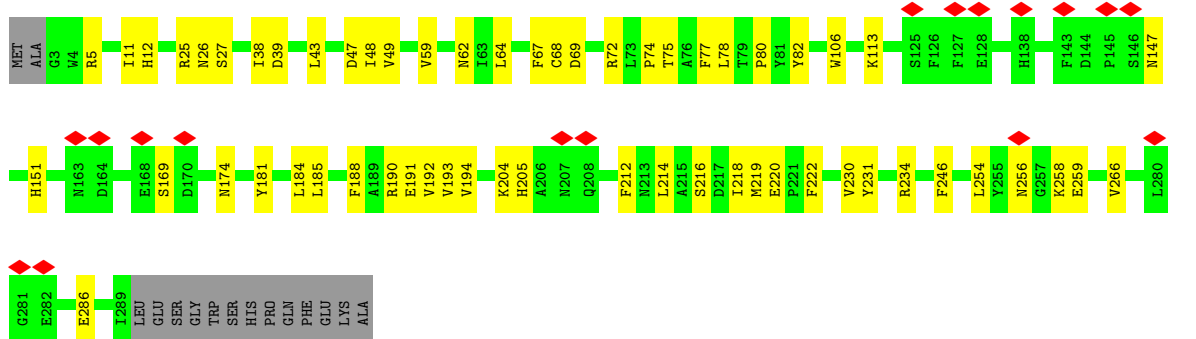 MET ALA G3 W4 R5 I11 H12 R25 N26 S27 I38 D39 L43 D47 I48 V49 V59 N62 I63 L64 F67 C68 D69 R72 L73 P74 T75 A76 F77 L78 T79 P80 Y81 Y82 W106 K113 S125 F126 F127 E128 H138 F143 D144 P145 S146 N147
H151 N163 D164 E168 S169 D170 N174 Y181 L184 L185 F188 A189 R190 E191 V192 V193 V194 K204 H205 A206 N207 Q208 F212 N213 L214 A215 S216 D217 I218 M219 E220 P221 F222 V230 Y231 R234 F246 L254 Y255 N256 G257 K258 E259 V266 L280
G281 E282 E286 I289 LEU GLU SER GLY TRP SER HIS PRO GLN PHE GLU LYS ALA